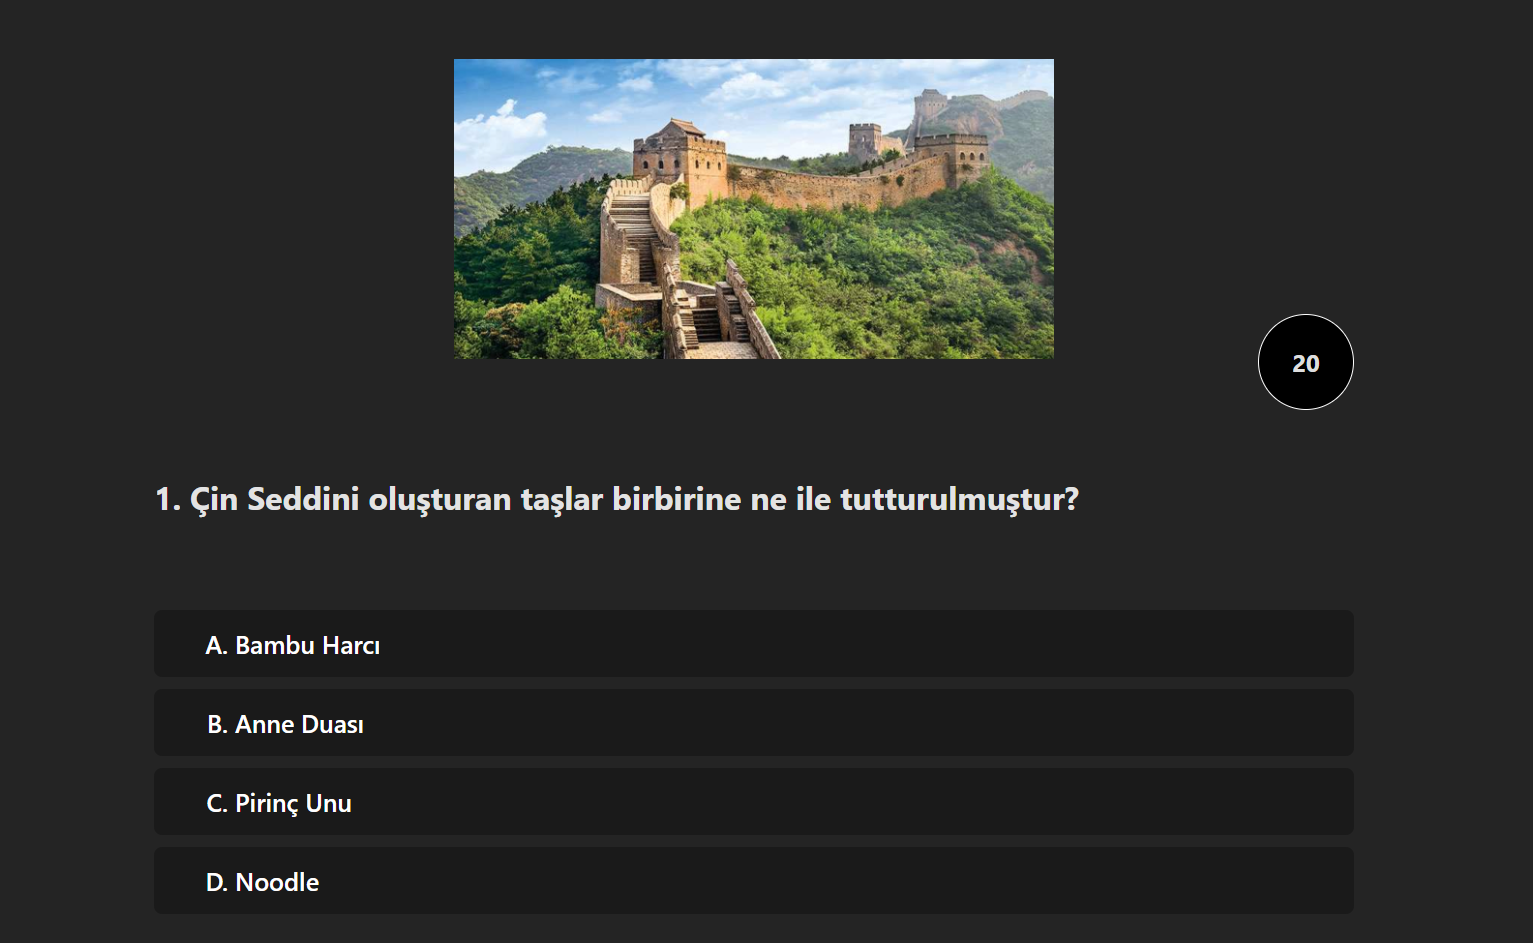 20
1. Çin Seddini oluşturan taşlar birbirine ne ile tutturulmuştur?
A. Bambu Harcı
B. Anne Duası
C. Pirinç Unu
D. Noodle